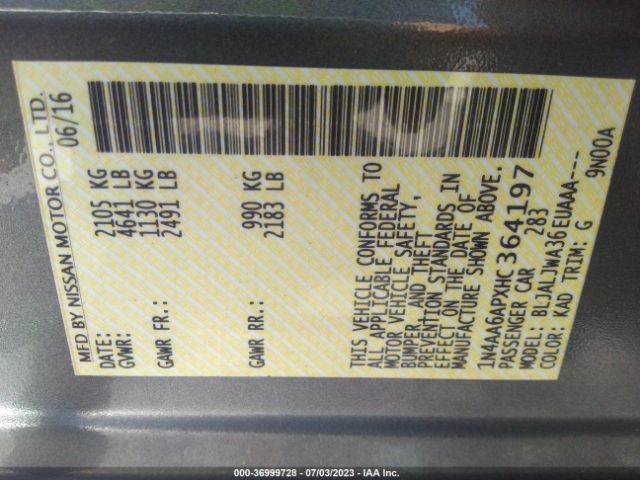 MFD BY NISSAN MOTOR CO., LTD.
DATE: 06/16
GVWR: 2105 KG
4641 LB
GAWR FR.: 1130 KG
2491 LB
GAWR RR.: 990 KG
2183 LB
THIS VEHICLE CONFORMS TO
ALL APPLICABLE FEDERAL
MOTOR VEHICLE SAFETY,
BUMPER, AND THEFT
PREVENTION STANDARDS IN
EFFECT ON THE DATE OF
MANUFACTURE SHOWN ABOVE.
1N4AA6APXHC364197
PASSENGER CAR 283
MODEL: BLJALJWA36EUAAA---
COLOR: KAD TRIM: G 9N00A
000-36999728 - 07/03/2023 - IAA Inc.